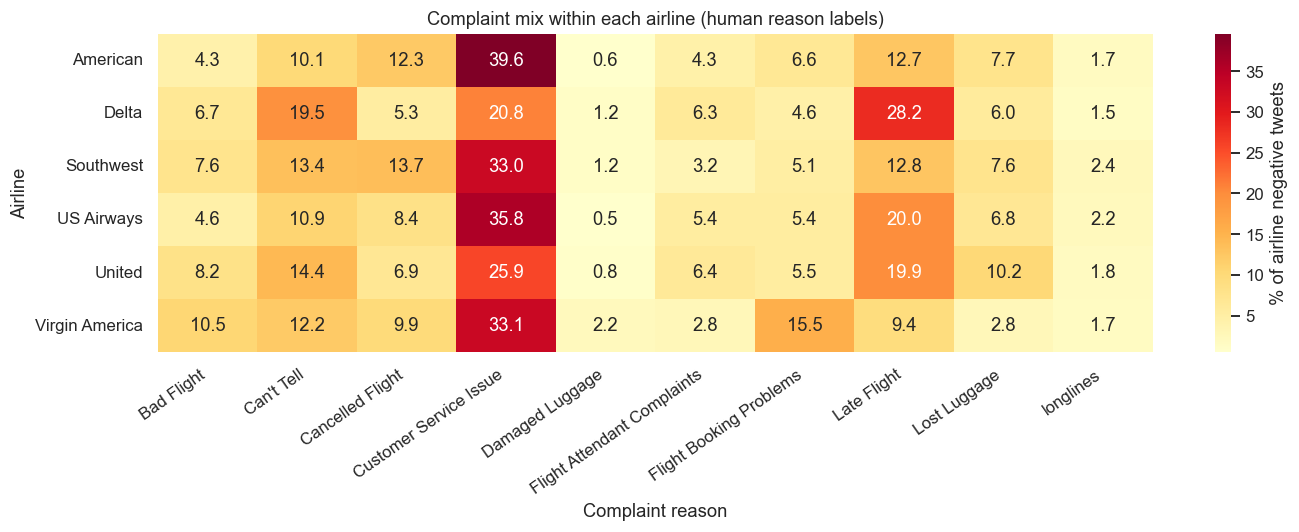 Complaint mix within each airline (human reason labels)
Airline
American 4.3 10.1 12.3 39.6 0.6 4.3 6.6 12.7 7.7 1.7
Delta 6.7 19.5 5.3 20.8 1.2 6.3 4.6 28.2 6.0 1.5
Southwest 7.6 13.4 13.7 33.0 1.2 3.2 5.1 12.8 7.6 2.4
US Airways 4.6 10.9 8.4 35.8 0.5 5.4 5.4 20.0 6.8 2.2
United 8.2 14.4 6.9 25.9 0.8 6.4 5.5 19.9 10.2 1.8
Virgin America 10.5 12.2 9.9 33.1 2.2 2.8 15.5 9.4 2.8 1.7
Bad Flight
Can't Tell
Cancelled Flight
Customer Service Issue
Damaged Luggage
Flight Attendant Complaints
Flight Booking Problems
Late Flight
Lost Luggage
longlines
Complaint reason
35
30
25
20
15
10
5
% of airline negative tweets